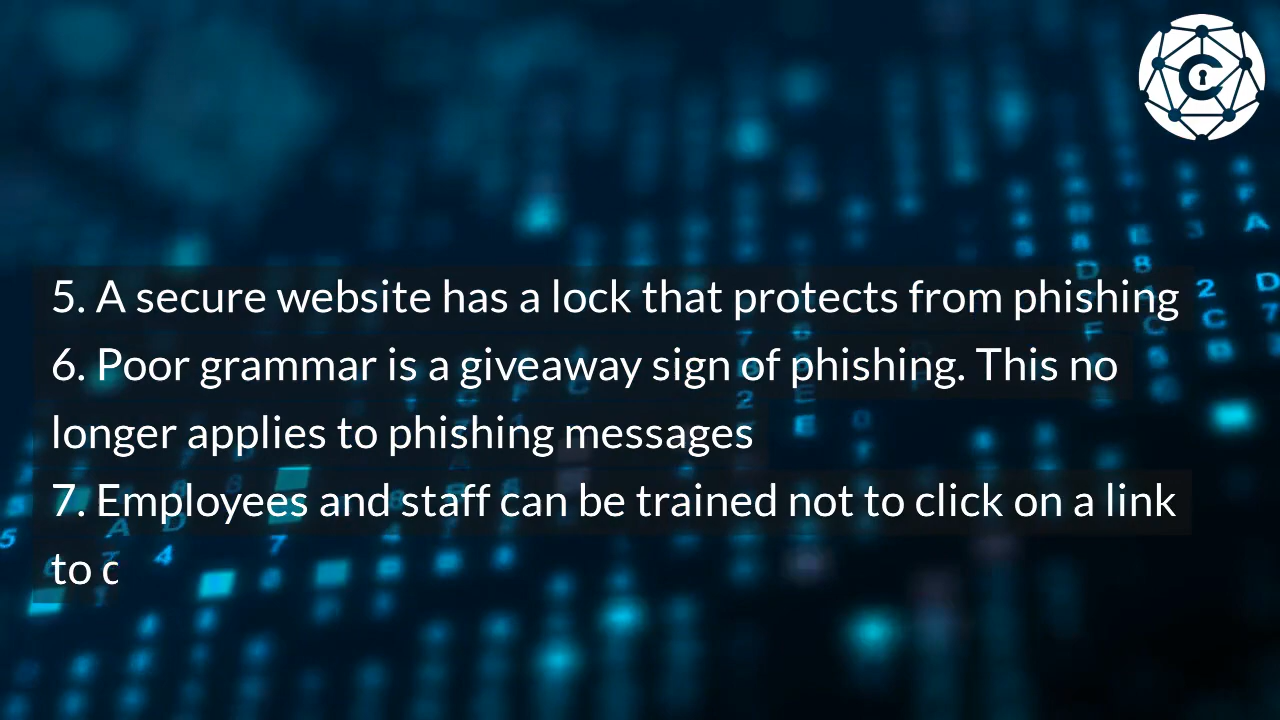 5. A secure website has a lock that protects from phishing
6. Poor grammar is a giveaway sign of phishing. This no
longer applies to phishing messages
7. Employees and staff can be trained not to click on a link
to c